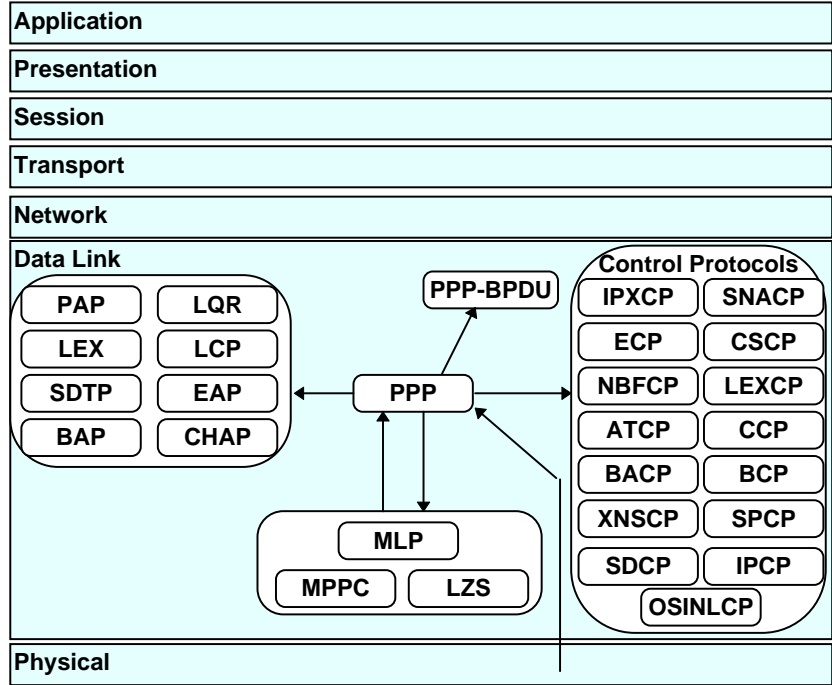 Application
Presentation
Session
Transport
Network
Data Link
PAP LQR
LEX LCP
SDTP EAP
BAP CHAP
PPP-BPDU
PPP
MLP
MPPC LZS
Control Protocols
IPXCP SNACP
ECP CSCP
NBFCP LEXCP
ATCP CCP
BACP BCP
XNSCP SPCP
SDCP IPCP
OSINLCP
Physical